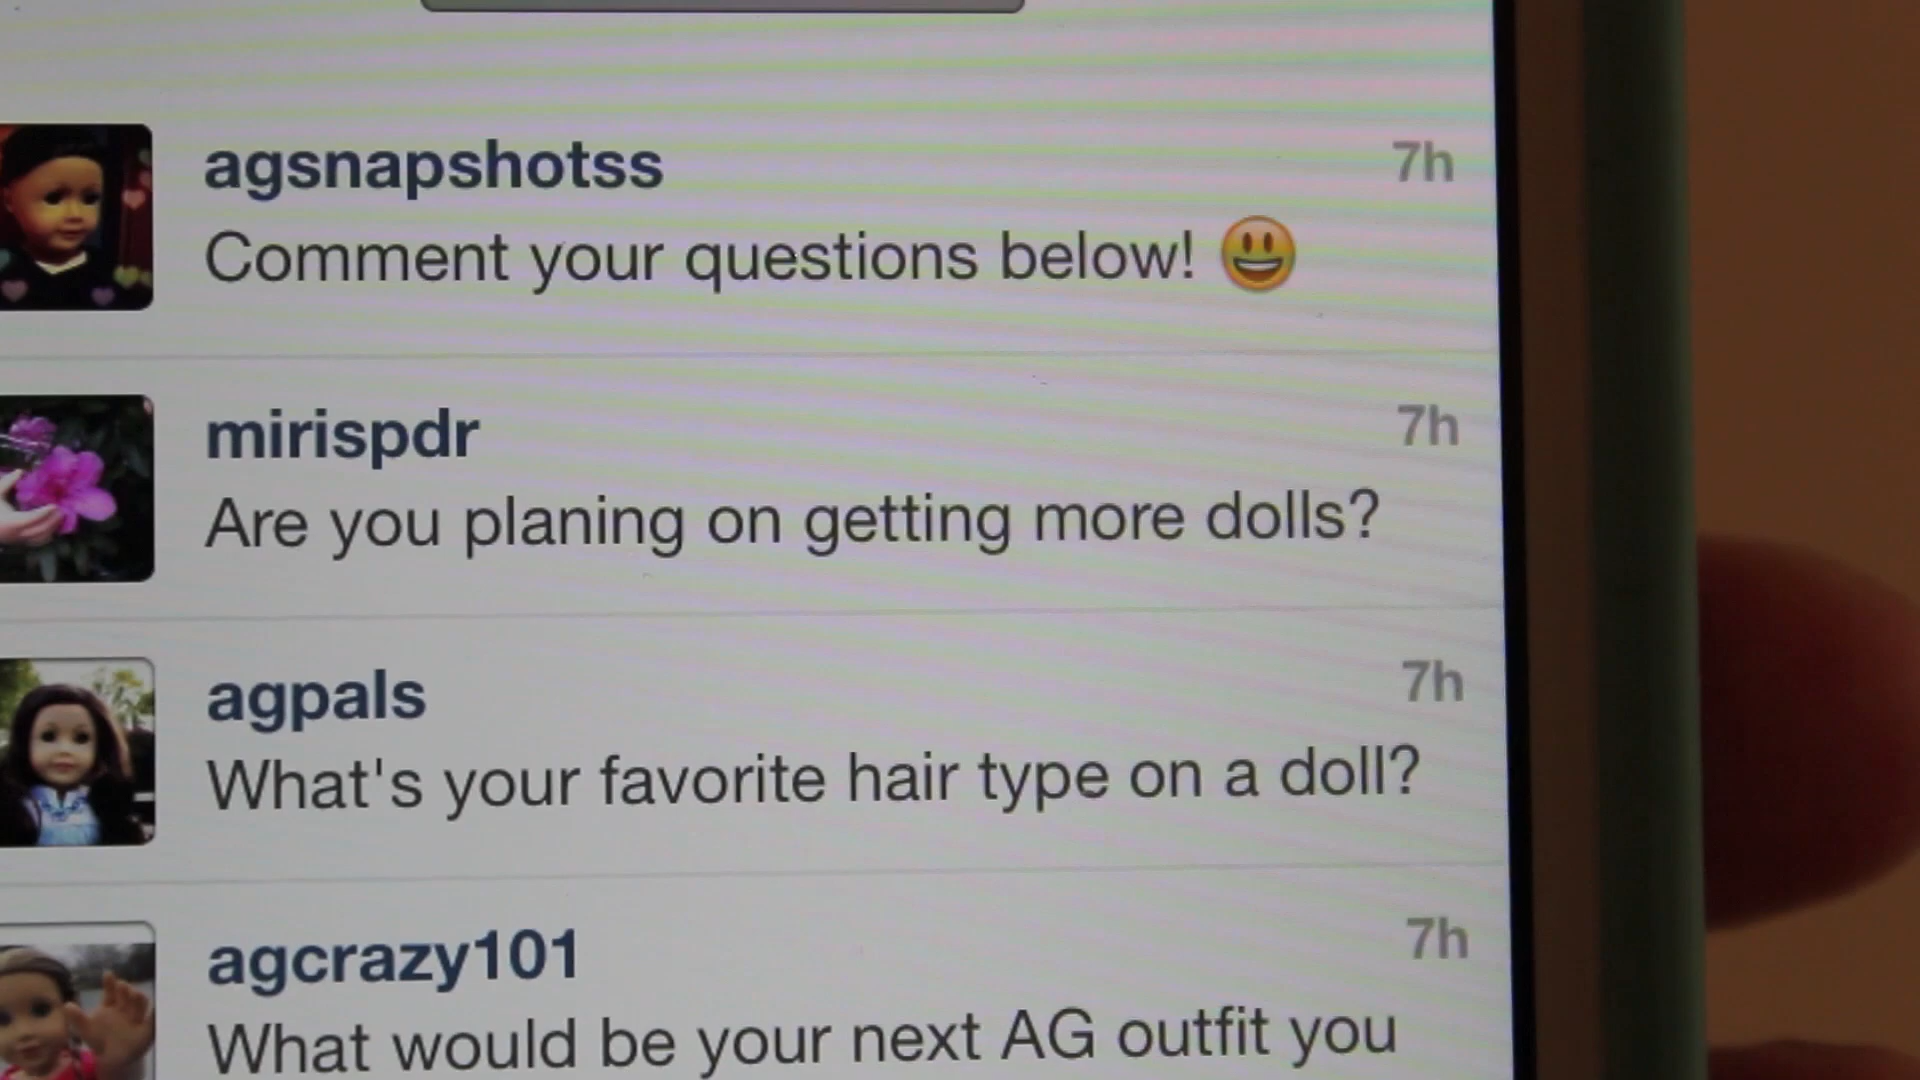 agsnapshotss 7h
Comment your questions below! 😃
mirispdr 7h
Are you planing on getting more dolls?
agpals 7h
What's your favorite hair type on a doll?
agcrazy101 7h
What would be your next AG outfit you